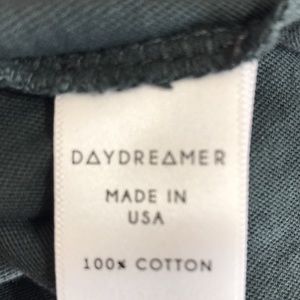 DAYDREAMER
MADE IN
USA
100% COTTON